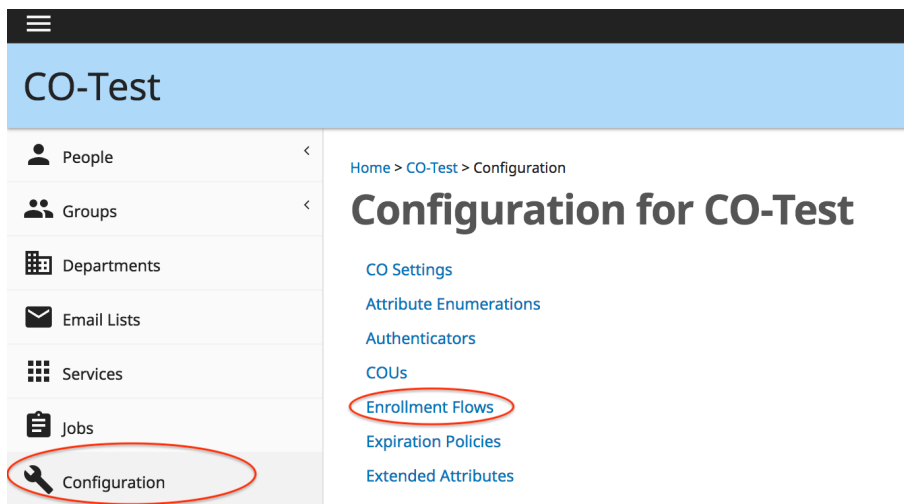 CO-Test
People
Groups
Departments
Email Lists
Services
Jobs
Configuration
Home > CO-Test > Configuration
Configuration for CO-Test
CO Settings
Attribute Enumerations
Authenticators
COUs
Enrollment Flows
Expiration Policies
Extended Attributes